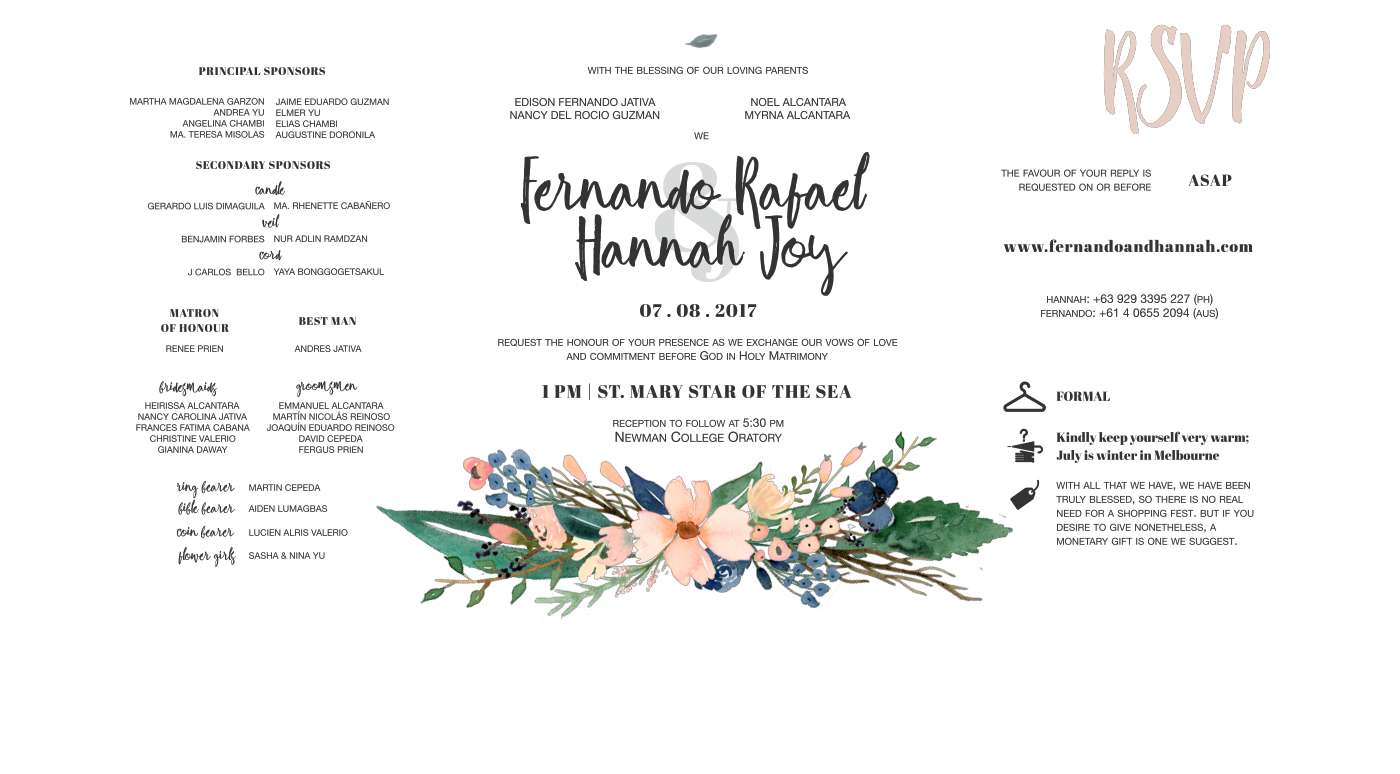 PRINCIPAL SPONSORS
MARTHA MAGDALENA GARZON JAIME EDUARDO GUZMAN
ANDREA YU ELMER YU
ANGELINA CHAMBI ELIAS CHAMBI
MA. TERESA MISOLAS AUGUSTINE DORONILA
SECONDARY SPONSORS
candle
GERARDO LUIS DIMAGUILA MA. RHENETTE CABAÑERO
veil
BENJAMIN FORBES NUR ADLIN RAMDZAN
cord
J CARLOS BELLO YAYA BONGGOGETSAKUL
MATRON
OF HONOUR
RENEE PRIEN
BEST MAN
ANDRES JATIVA
bridesmaids
HEIRISSA ALCANTARA
NANCY CAROLINA JATIVA
FRANCES FATIMA CABANA
CHRISTINE VALERIO
GIANINA DAWAY
groomsmen
EMMANUEL ALCANTARA
MARTÍN NICOLÁS REINOSO
JOAQUÍN EDUARDO REINOSO
DAVID CEPEDA
FERGUS PRIEN
ring bearer MARTIN CEPEDA
bible bearer AIDEN LUMAGBAS
coin bearer LUCIEN ALRIS VALERIO
flower girls SASHA & NINA YU
WITH THE BLESSING OF OUR LOVING PARENTS
EDISON FERNANDO JATIVA
NANCY DEL ROCIO GUZMAN
NOEL ALCANTARA
MYRNA ALCANTARA
WE
Fernando Rafael
&
Hannah Joy
07 . 08 . 2017
REQUEST THE HONOUR OF YOUR PRESENCE AS WE EXCHANGE OUR VOWS OF LOVE
AND COMMITMENT BEFORE GOD IN HOLY MATRIMONY
1 PM | ST. MARY STAR OF THE SEA
RECEPTION TO FOLLOW AT 5:30 PM
NEWMAN COLLEGE ORATORY
RSVP
THE FAVOUR OF YOUR REPLY IS
REQUESTED ON OR BEFORE
ASAP
www.fernandoandhannah.com
HANNAH: +63 929 3395 227 (PH)
FERNANDO: +61 4 0655 2094 (AUS)
FORMAL
Kindly keep yourself very warm;
July is winter in Melbourne
WITH ALL THAT WE HAVE, WE HAVE BEEN
TRULY BLESSED, SO THERE IS NO REAL
NEED FOR A SHOPPING FEST. BUT IF YOU
DESIRE TO GIVE NONETHELESS, A
MONETARY GIFT IS ONE WE SUGGEST.